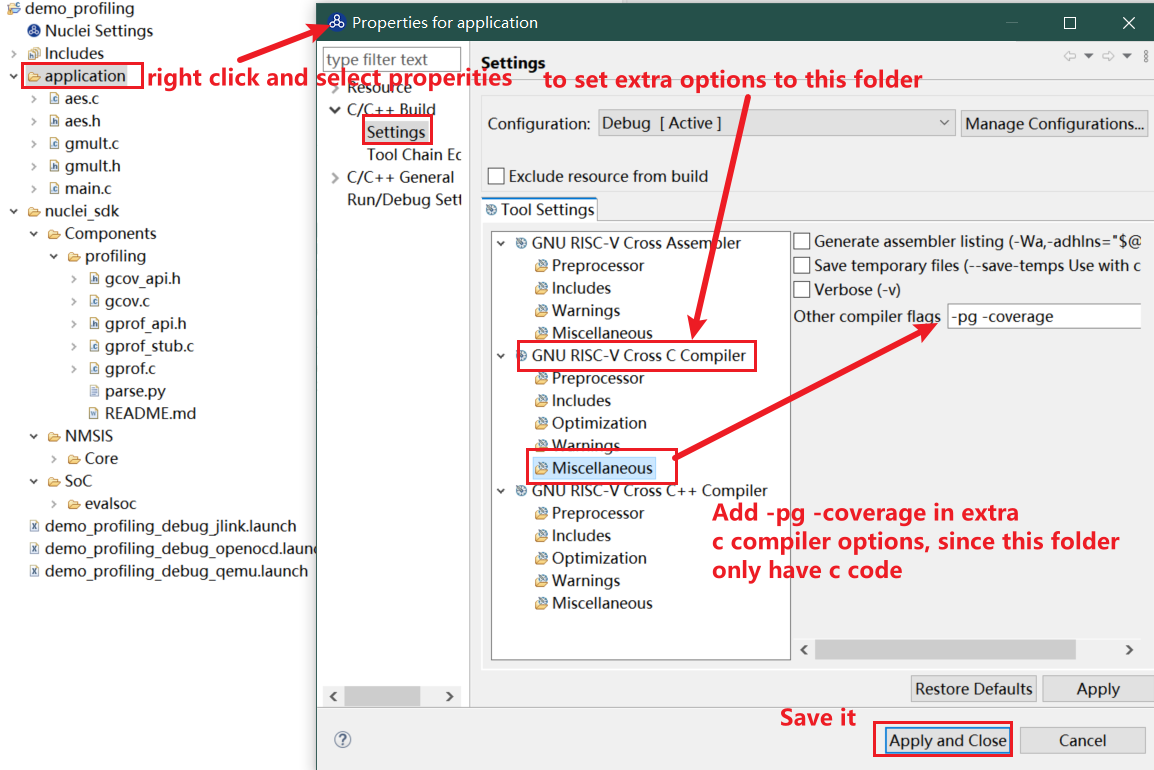 demo_profiling
Nuclei Settings
Includes
application
aes.c
aes.h
gmult.c
gmult.h
main.c
nuclei_sdk
Components
profiling
gcov_api.h
gcov.c
gprof_api.h
gprof_stub.c
gprof.c
parse.py
README.md
NMSIS
Core
SoC
evalsoc
demo_profiling_debug_jlink.launch
demo_profiling_debug_openocd.laun
demo_profiling_debug_qemu.launch
right click and select properities
to set extra options to this folder
Properties for application
type filter text
Resource
C/C++ Build
Settings
Tool Chain Ec
C/C++ General
Run/Debug Sett
Settings
Configuration: Debug [ Active ] Manage Configurations...
Exclude resource from build
Tool Settings
GNU RISC-V Cross Assembler
Preprocessor
Includes
Warnings
Miscellaneous
GNU RISC-V Cross C Compiler
Preprocessor
Includes
Optimization
Warnings
Miscellaneous
GNU RISC-V Cross C++ Compiler
Preprocessor
Includes
Optimization
Warnings
Miscellaneous
Generate assembler listing (-Wa,-adhlns="$@
Save temporary files (--save-temps Use with c
Verbose (-v)
Other compiler flags -pg -coverage
Add -pg -coverage in extra
c compiler options, since this folder
only have c code
Restore Defaults Apply
Save it
Apply and Close Cancel